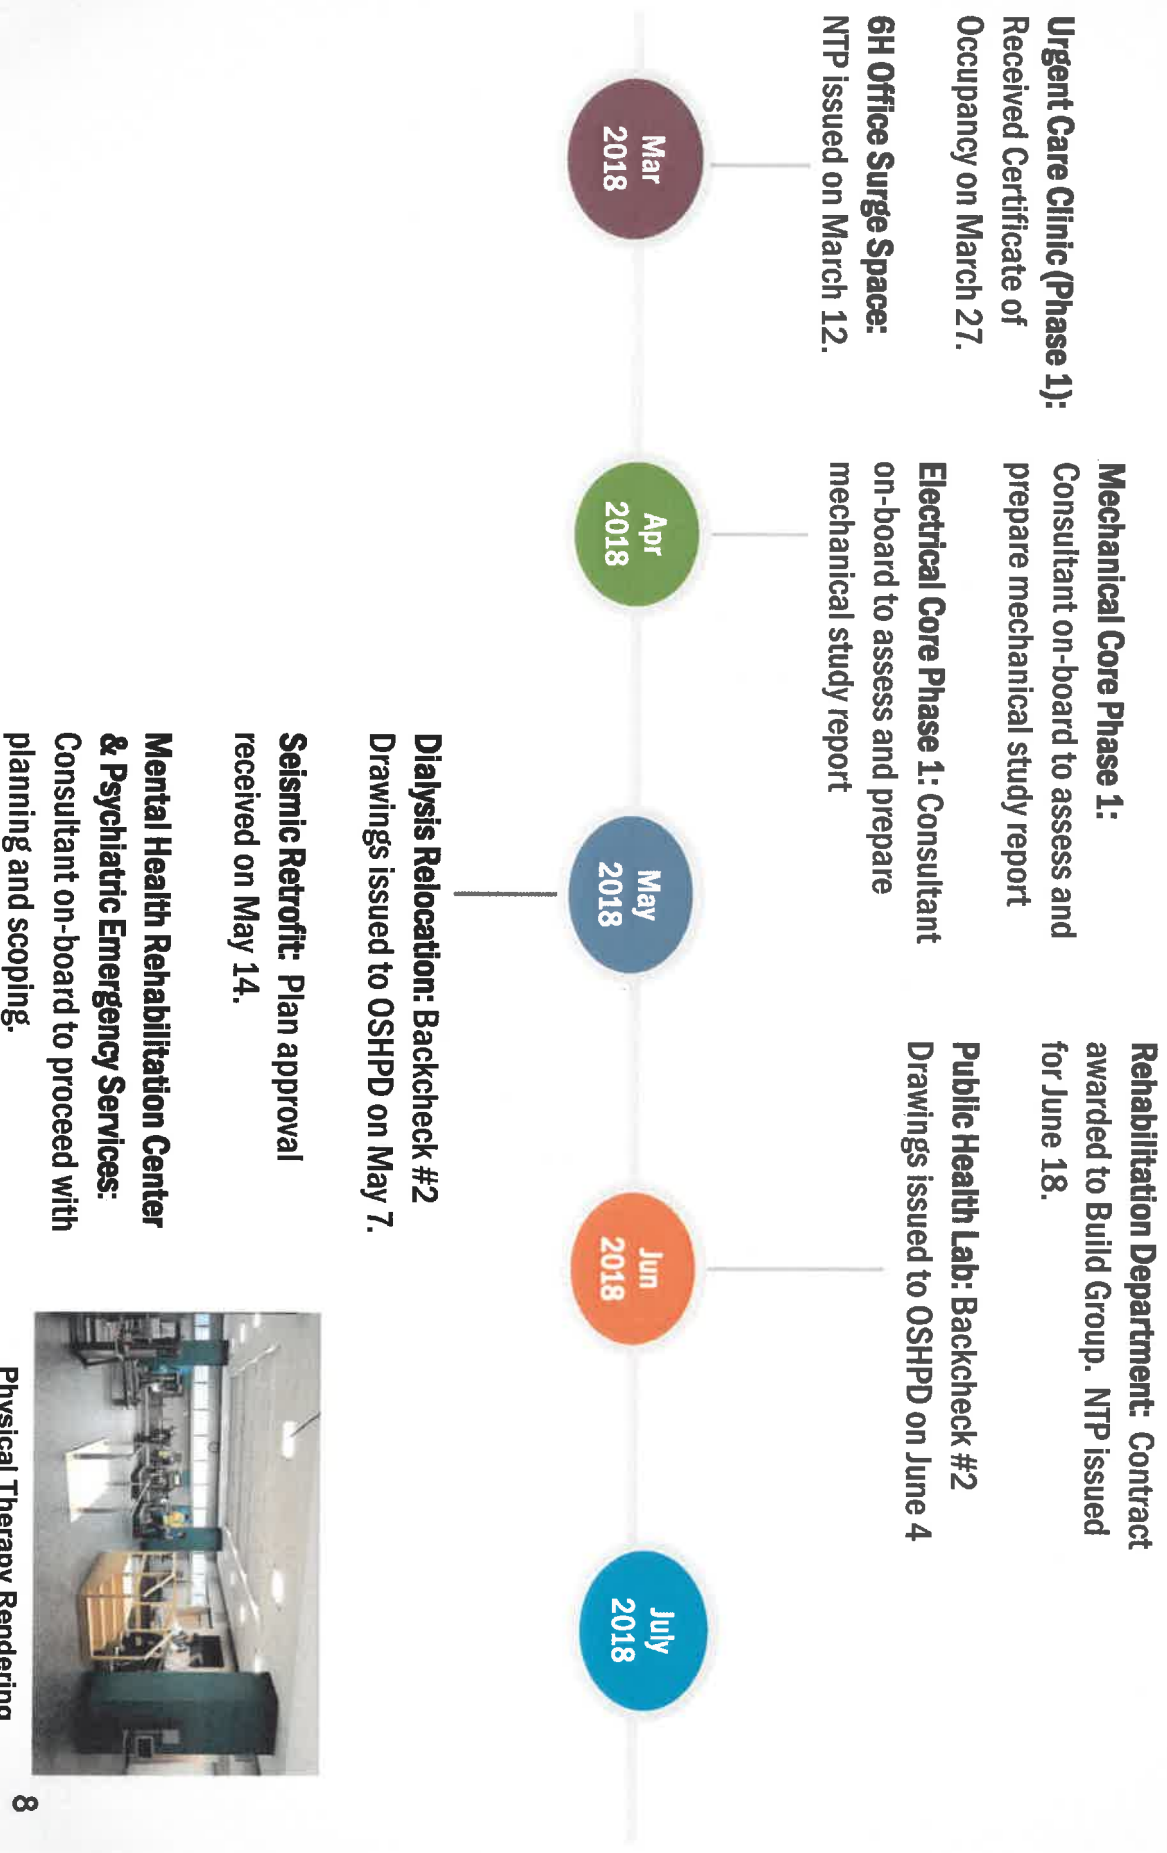 Urgent Care Clinic (Phase 1):
Received Certificate of
Occupancy on March 27.
6H Office Surge Space:
NTP issued on March 12.
Mechanical Core Phase 1:
Consultant on-board to assess and
prepare mechanical study report
Electrical Core Phase 1: Consultant
on-board to assess and prepare
mechanical study report
Rehabilitation Department: Contract
awarded to Build Group. NTP issued
for June 18.
Public Health Lab: Backcheck #2
Drawings issued to OSHPD on June 4
Mar
2018
Apr
2018
May
2018
Jun
2018
July
2018
Dialysis Relocation: Backcheck #2
Drawings issued to OSHPD on May 7.
Seismic Retrofit: Plan approval
received on May 14.
Mental Health Rehabilitation Center
& Psychiatric Emergency Services:
Consultant on-board to proceed with
planning and scoping.
Physical Therapy Rendering
8